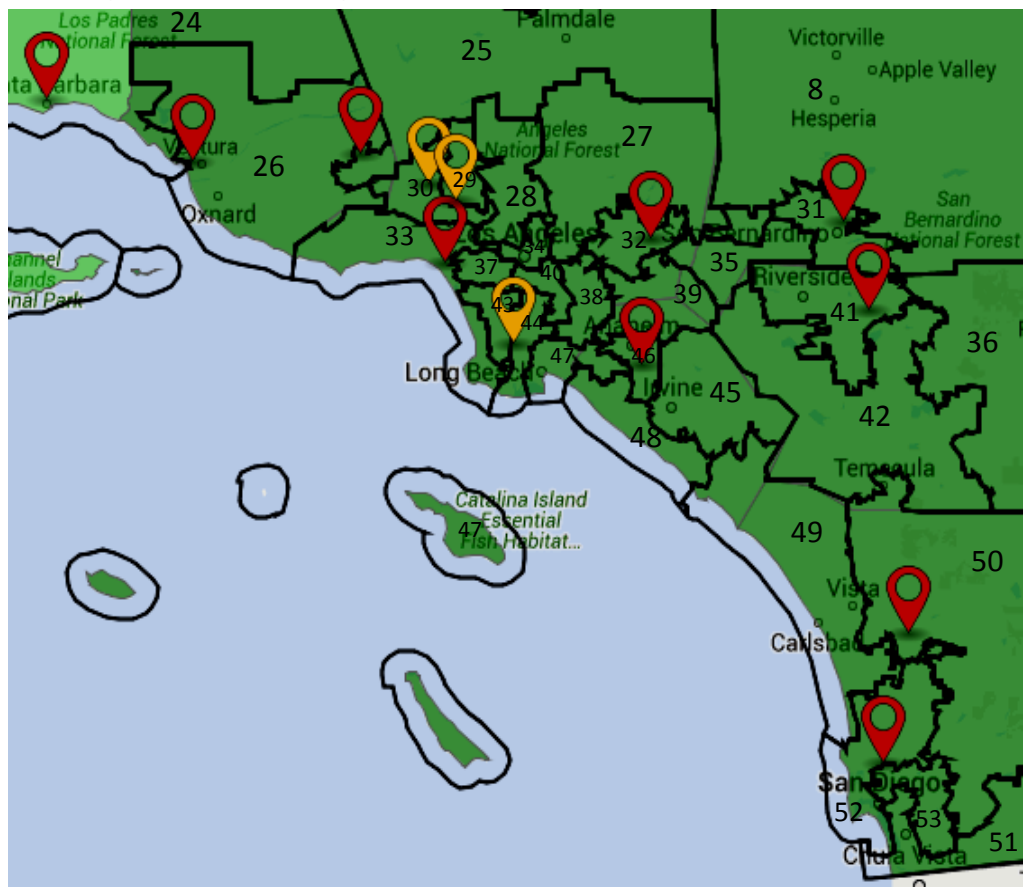 Los Padres
National Forest
24
Palmdale
25
Victorville
Apple Valley
8
Hesperia
ta Barbara
Ventura
26
Oxnard
Angeles
National Forest
27
30
29
28
33
Los Angeles
34
32
San Bernardino
31
San
Bernardino
National Forest
hannel
lands
onal Park
37
40
35
Riverside
38
39
41
43
44
Anaheim
36
46
47
Long Beach
Irvine
45
42
48
Temecula
Catalina Island
Essential
Fish Habitat...
47
49
50
Vista
Carlsbad
San Diego
52
53
51
Chula Vista